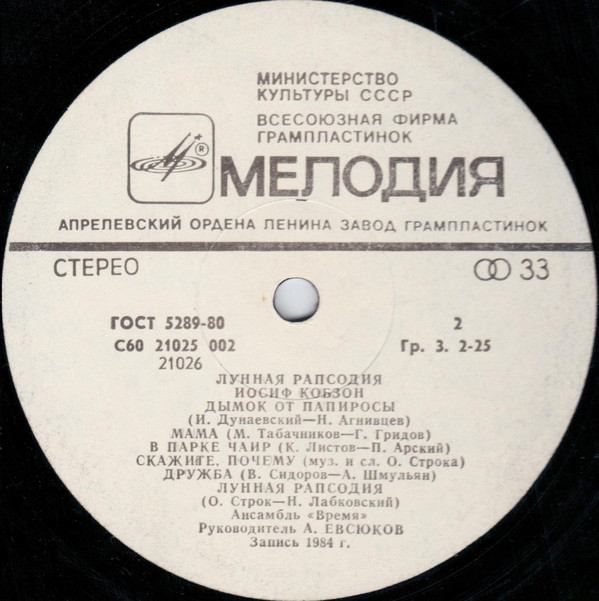 МИНИСТЕРСТВО
КУЛЬТУРЫ СССР
ВСЕСОЮЗНАЯ ФИРМА
ГРАМПЛАСТИНОК
®
МЕЛОДИЯ
АПРЕЛЕВСКИЙ ОРДЕНА ЛЕНИНА ЗАВОД ГРАМПЛАСТИНОК
СТЕРЕО
33
ГОСТ 5289-80
2
С60 21025 002
Гр. 3. 2-25
21026
ЛУННАЯ РАПСОДИЯ
ИОСИФ КОБЗОН
ДЫМОК ОТ ПАПИРОСЫ
(И. Дунаевский—Н. Агнивцев)
МАМА (М. Табачников—Г. Гридов)
В ПАРКЕ ЧАИР (К. Листов—П. Арский)
СКАЖИТЕ, ПОЧЕМУ (муз. и сл. О. Строка)
ДРУЖБА (В. Сидоров—А. Шмульян)
ЛУННАЯ РАПСОДИЯ
(О. Строк—Н. Лабковский)
Ансамбль «Время»
Руководитель А. ЕВСЮКОВ
Запись 1984 г.